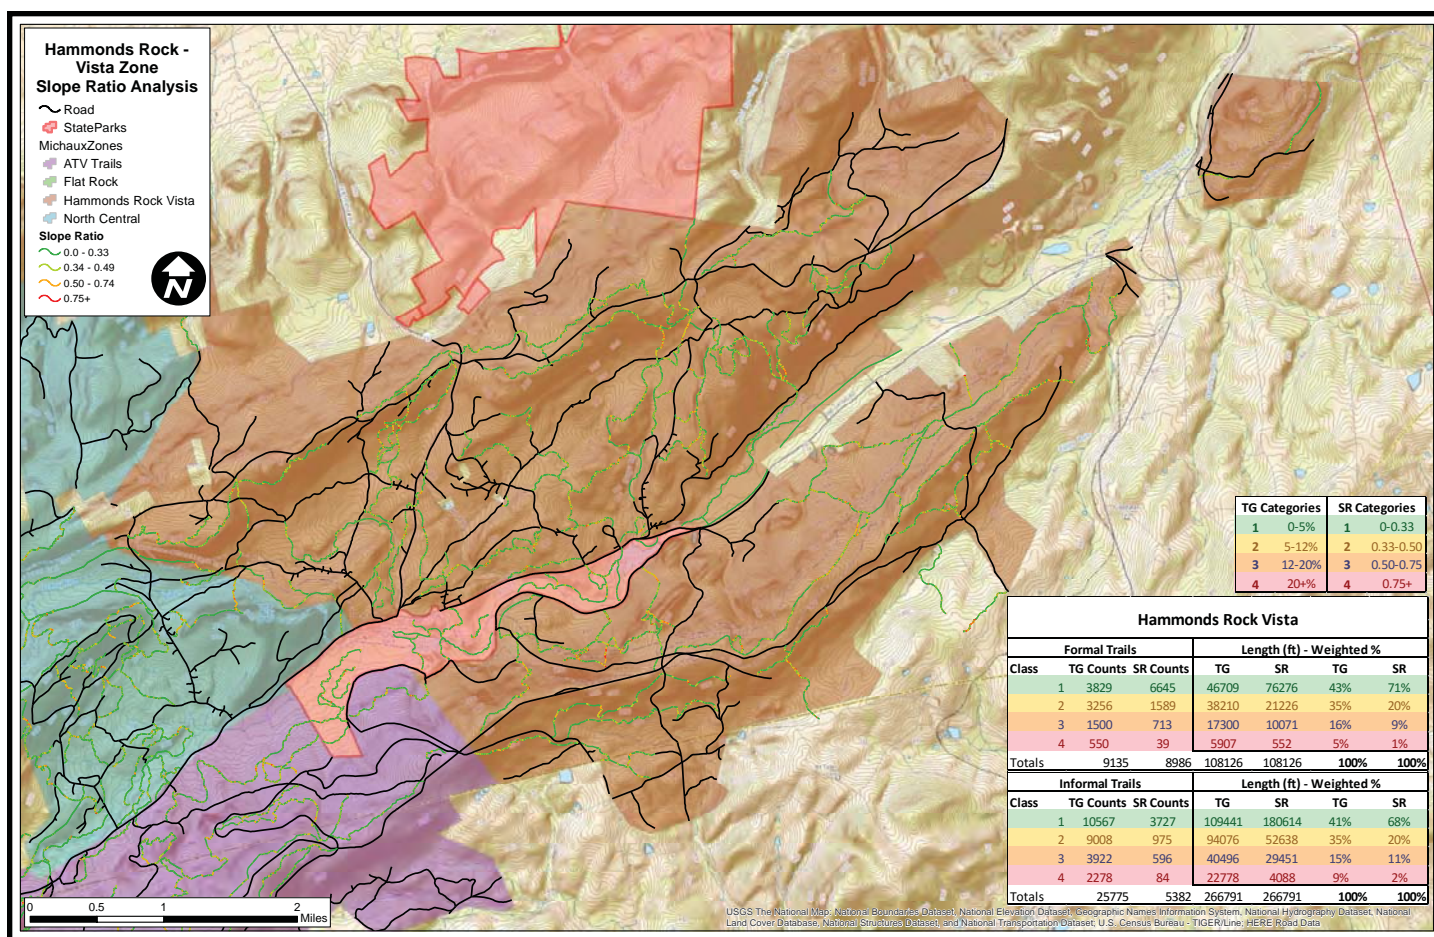 Hammonds Rock -
Vista Zone
Slope Ratio Analysis
Road
StateParks
MichauxZones
ATV Trails
Flat Rock
Hammonds Rock Vista
North Central
Slope Ratio
0.0 - 0.33
0.34 - 0.49
0.50 - 0.74
0.75+
N
TG Categories SR Categories
1 0-5% 1 0-0.33
2 5-12% 2 0.33-0.50
3 12-20% 3 0.50-0.75
4 20+% 4 0.75+
Hammonds Rock Vista
Formal Trails Length (ft) - Weighted %
Class TG Counts SR Counts TG SR TG SR
1 3829 6645 46709 76276 43% 71%
2 3256 1589 38210 21226 35% 20%
3 1500 713 17300 10071 16% 9%
4 550 39 5907 552 5% 1%
Totals 9135 8986 108126 108126 100% 100%
Informal Trails Length (ft) - Weighted %
Class TG Counts SR Counts TG SR TG SR
1 10567 3727 109441 180614 41% 68%
2 9008 975 94076 52638 35% 20%
3 3922 596 40496 29451 15% 11%
4 2278 84 22778 4088 9% 2%
Totals 25775 5382 266791 266791 100% 100%
0 0.5 1 2
Miles
USGS The National Map: National Boundaries Dataset, National Elevation Dataset, Geographic Names Information System, National Hydrography Dataset, National
Land Cover Database, National Structures Dataset, and National Transportation Dataset; U.S. Census Bureau - TIGER/Line; HERE Road Data